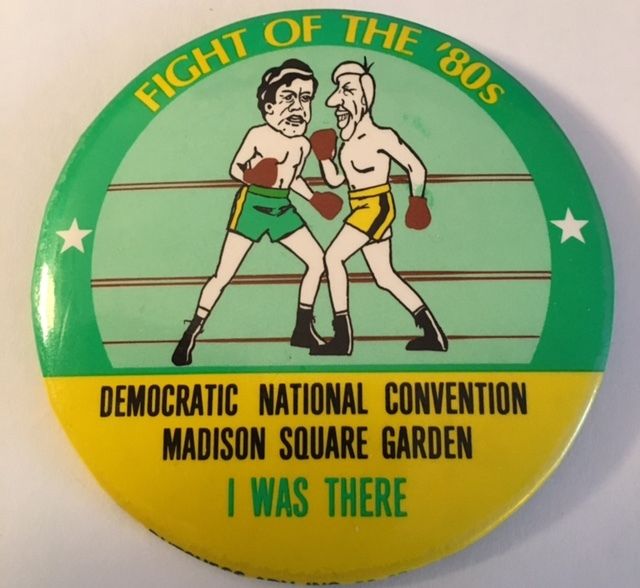 FIGHT OF THE '80s
DEMOCRATIC NATIONAL CONVENTION
MADISON SQUARE GARDEN
I WAS THERE